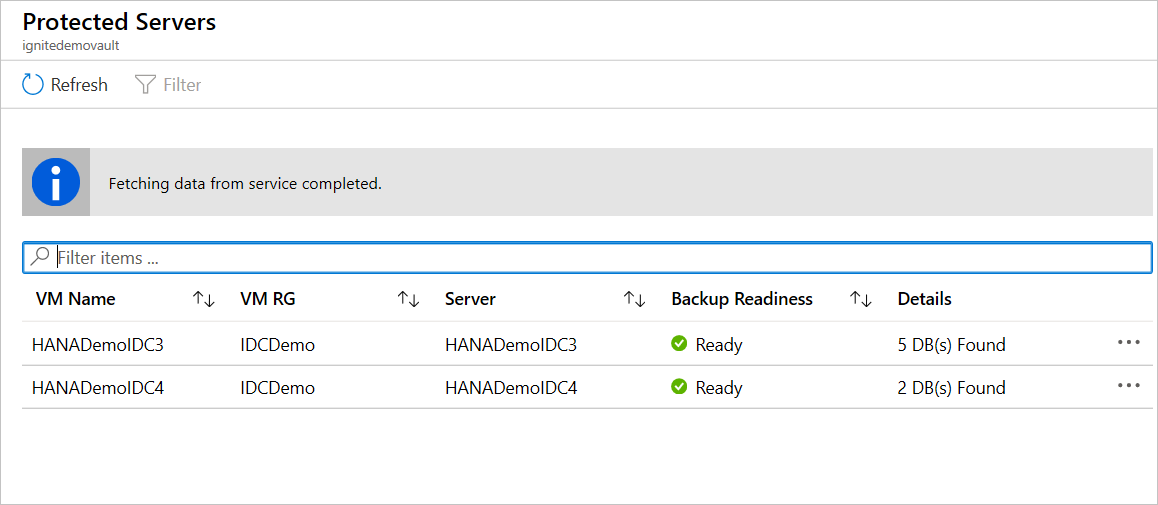 Protected Servers
ignitedemovault
Refresh Filter
Fetching data from service completed.
Filter items ...
VM Name VM RG Server Backup Readiness Details
HANADemoIDC3 IDCDemo HANADemoIDC3 Ready 5 DB(s) Found
HANADemoIDC4 IDCDemo HANADemoIDC4 Ready 2 DB(s) Found